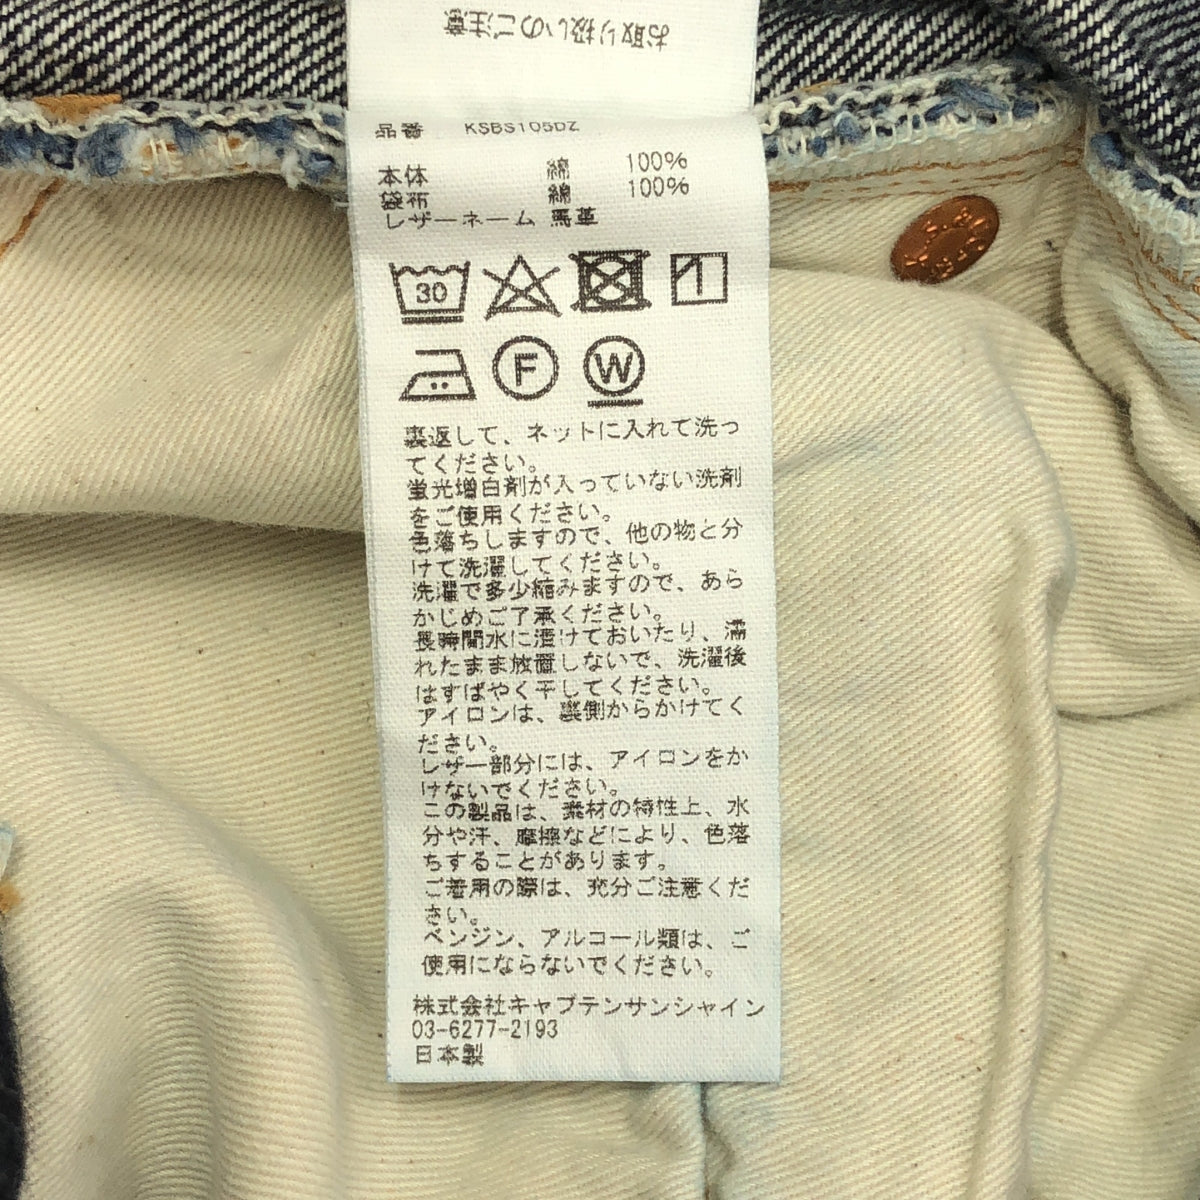 お取り扱いのご注意
品番 KSBS105DZ
本体 綿 100%
袋布 綿 100%
レザーネーム 馬革
30
F
W
裏返して、ネットに入れて洗っ
てください。
蛍光増白剤が入っていない洗剤
をご使用ください。
色落ちしますので、他の物と分
けて洗濯してください。
洗濯で多少縮みますので、あら
かじめご了承ください。
長時間水に漬けておいたり、濡
れたまま放置しないで、洗濯後
はすばやく干してください。
アイロンは、裏側からかけてく
ださい。
レザー部分には、アイロンをか
けないでください。
この製品は、素材の特性上、水
分や汗、摩擦などにより、色落
ちすることがあります。
ご着用の際は、充分ご注意くだ
さい。
ベンジン、アルコール類は、ご
使用にならないでください。
株式会社キャプテンサンシャイン
03-6277-2193
日本製